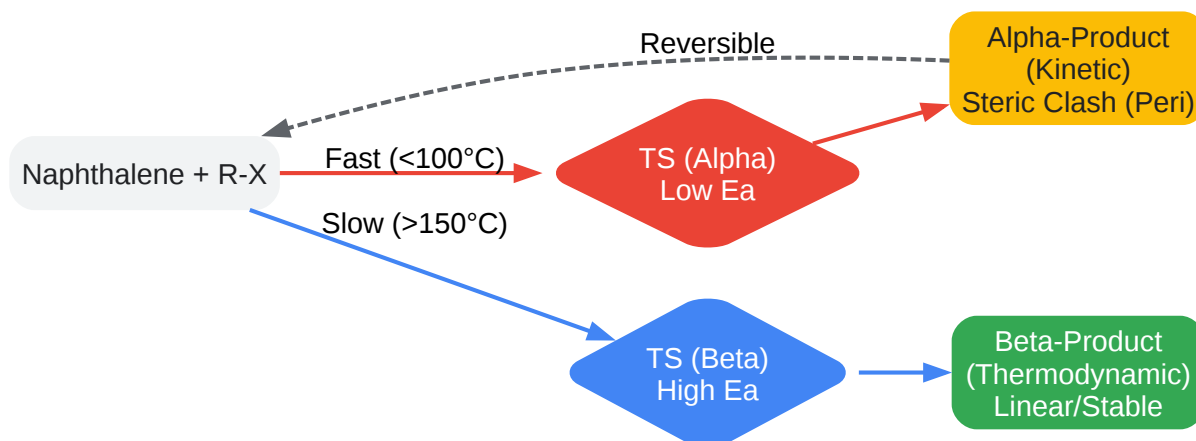 Reversible
Alpha-Product
(Kinetic)
Steric Clash (Peri)
Naphthalene + R-X
Fast (<100°C)
TS (Alpha)
Low Ea
Slow (>150°C)
TS (Beta)
High Ea
Beta-Product
(Thermodynamic)
Linear/Stable